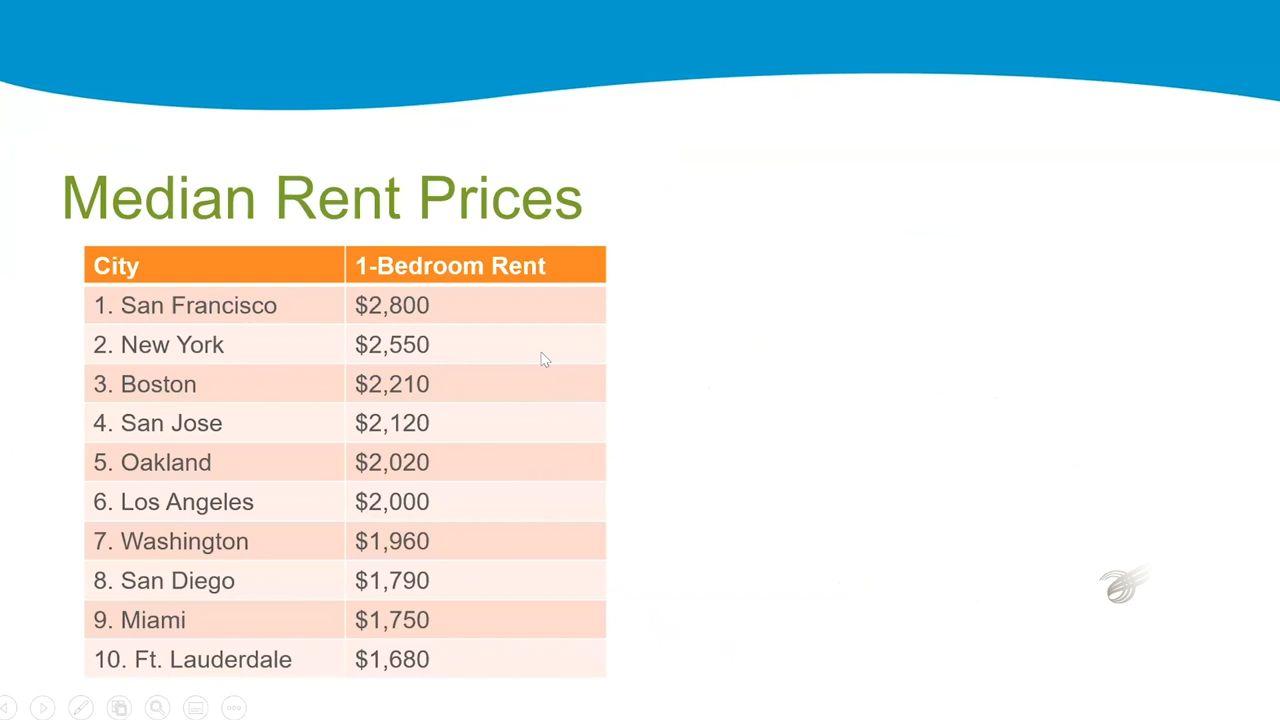 Median Rent Prices
City 1-Bedroom Rent
1. San Francisco $2,800
2. New York $2,550
3. Boston $2,210
4. San Jose $2,120
5. Oakland $2,020
6. Los Angeles $2,000
7. Washington $1,960
8. San Diego $1,790
9. Miami $1,750
10. Ft. Lauderdale $1,680